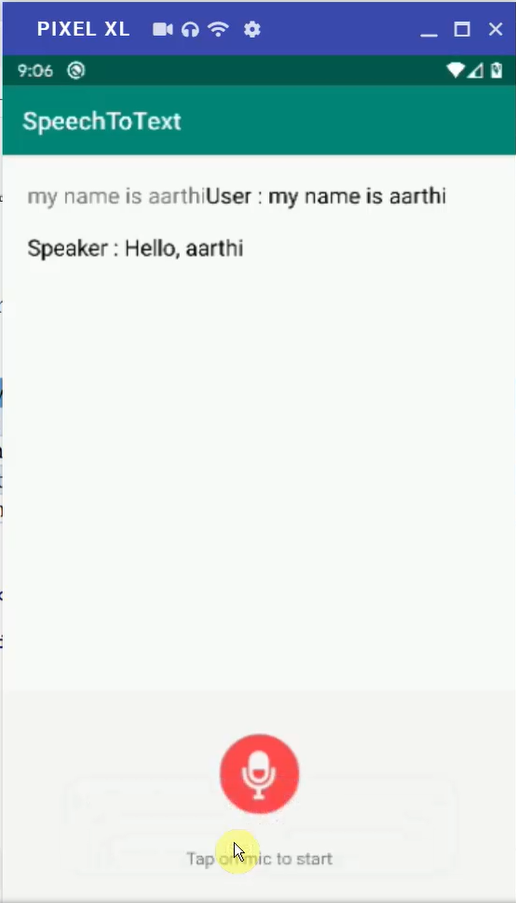 PIXEL XL
9:06
SpeechToText
my name is aarthiUser : my name is aarthi
Speaker : Hello, aarthi
Tap on mic to start